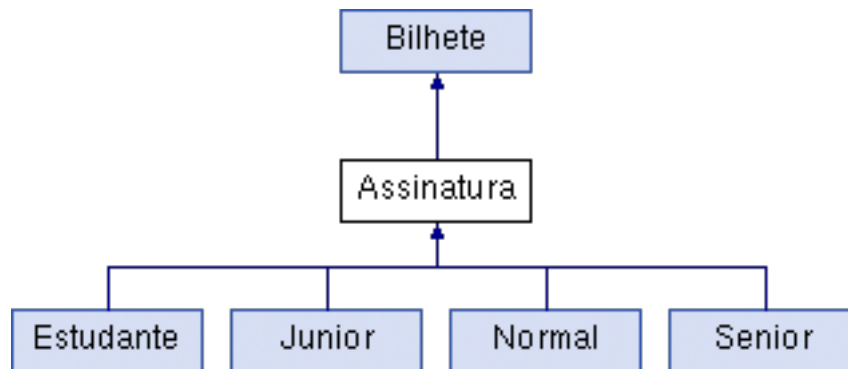 Bilhete
Assinatura
Estudante
Junior
Normal
Senior